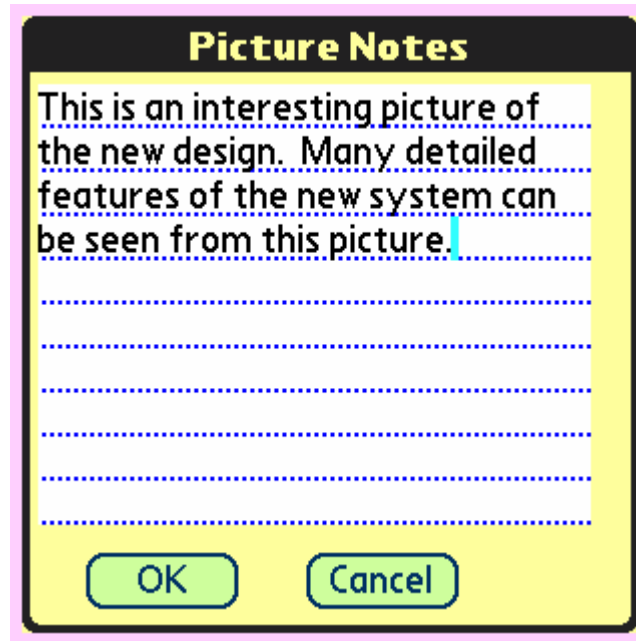 Picture Notes
This is an interesting picture of
the new design.  Many detailed
features of the new system can
be seen from this picture.
OK
Cancel